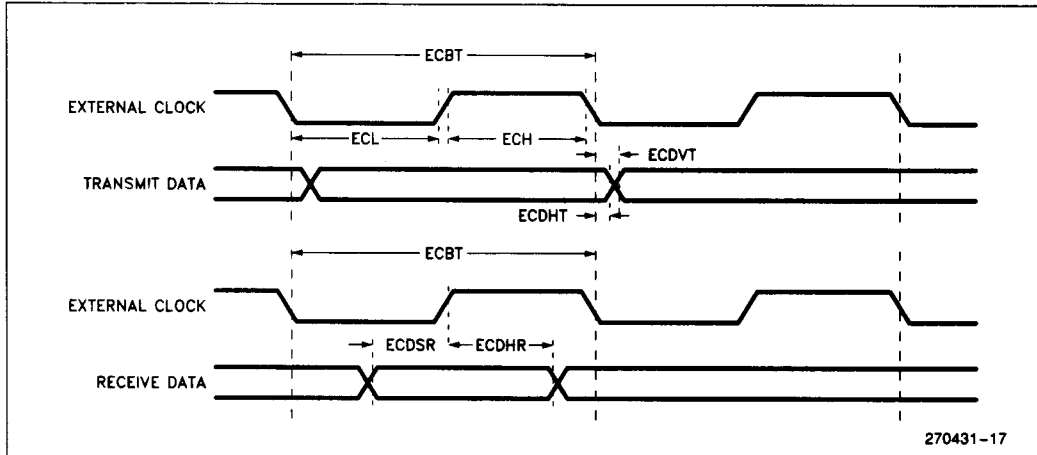 ECBT
EXTERNAL CLOCK
ECL
ECH
ECDVT
TRANSMIT DATA
ECDHT
ECBT
EXTERNAL CLOCK
ECDSR
ECDHR
RECEIVE DATA
270431-17